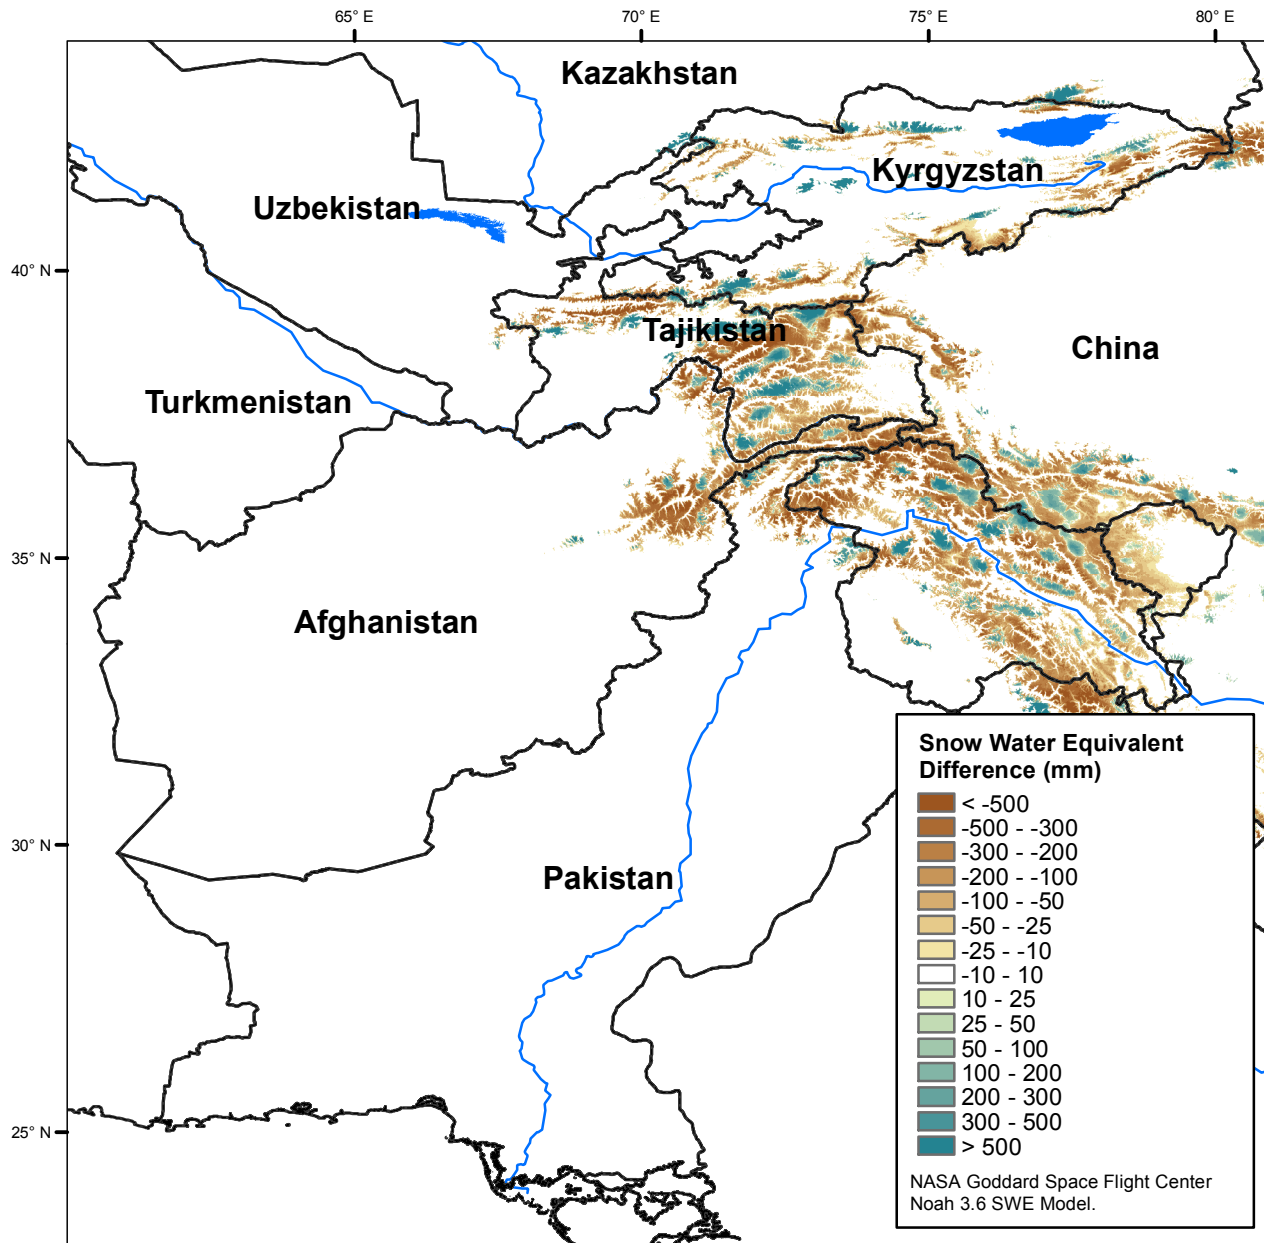 65° E
70° E
75° E
80° E
Kazakhstan
Kyrgyzstan
Uzbekistan
40° N
Tajikistan
China
Turkmenistan
35° N
Afghanistan
Snow Water Equivalent
Difference (mm)
< -500
-500 - -300
-300 - -200
-200 - -100
-100 - -50
-50 - -25
-25 - -10
-10 - 10
10 - 25
25 - 50
50 - 100
100 - 200
200 - 300
300 - 500
> 500
NASA Goddard Space Flight Center
Noah 3.6 SWE Model.
30° N
Pakistan
25° N